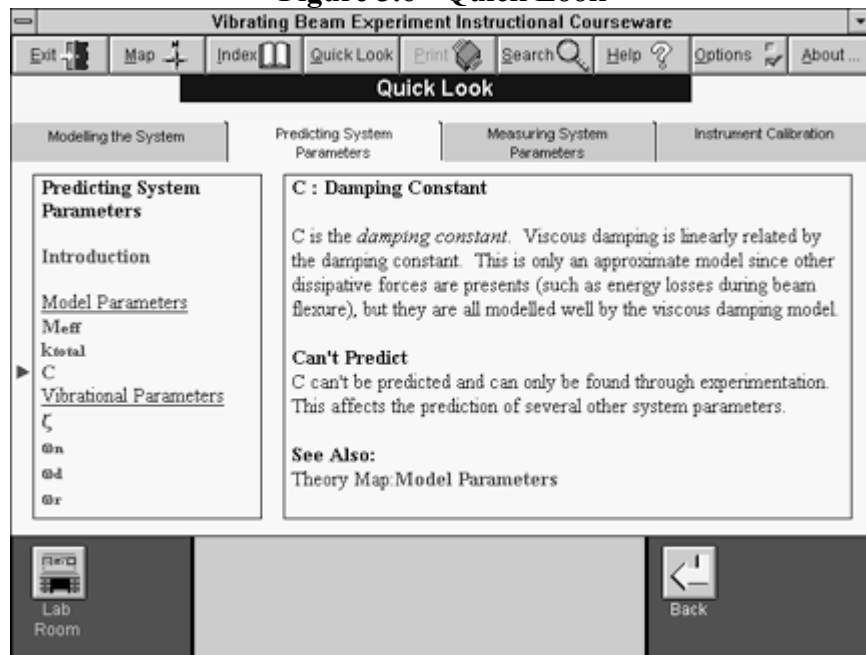 Vibrating Beam Experiment Instructional Courseware
Exit Map Index Quick Look Print Search Help Options About ...
Quick Look
Modelling the System
Predicting System
Parameters
Measuring System
Parameters
Instrument Calibration
Predicting System
Parameters
Introduction
Model Parameters
Meff
ktotal
C
Vibrational Parameters
ζ
ωn
ωd
ωr
C : Damping Constant
C is the damping constant. Viscous damping is linearly related by
the damping constant. This is only an approximate model since other
dissipative forces are presents (such as energy losses during beam
flexure), but they are all modelled well by the viscous damping model.
Can't Predict
C can't be predicted and can only be found through experimentation.
This affects the prediction of several other system parameters.
See Also:
Theory Map:Model Parameters
Lab
Room
Back